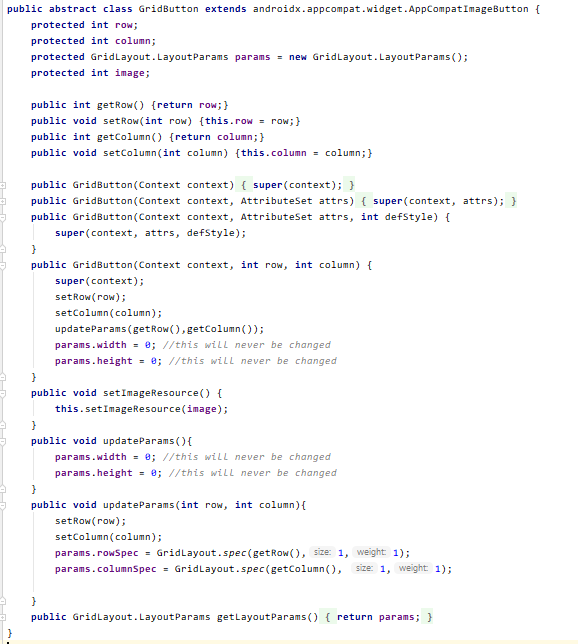 public abstract class GridButton extends androidx.appcompat.widget.AppCompatImageButton {
    protected int row;
    protected int column;
    protected GridLayout.LayoutParams params = new GridLayout.LayoutParams();
    protected int image;

    public int getRow() {return row;}
    public void setRow(int row) {this.row = row;}
    public int getColumn() {return column;}
    public void setColumn(int column) {this.column = column;}

    public GridButton(Context context) { super(context); }
    public GridButton(Context context, AttributeSet attrs) { super(context, attrs); }
    public GridButton(Context context, AttributeSet attrs, int defStyle) {
        super(context, attrs, defStyle);
    }
    public GridButton(Context context, int row, int column) {
        super(context);
        setRow(row);
        setColumn(column);
        updateParams(getRow(),getColumn());
        params.width = 0; //this will never be changed
        params.height = 0; //this will never be changed
    }
    public void setImageResource() {
        this.setImageResource(image);
    }
    public void updateParams(){
        params.width = 0; //this will never be changed
        params.height = 0; //this will never be changed
    }
    public void updateParams(int row, int column){
        setRow(row);
        setColumn(column);
        params.rowSpec = GridLayout.spec(getRow(), size: 1, weight: 1);
        params.columnSpec = GridLayout.spec(getColumn(), size: 1, weight: 1);

    }
    public GridLayout.LayoutParams getLayoutParams() { return params; }
}